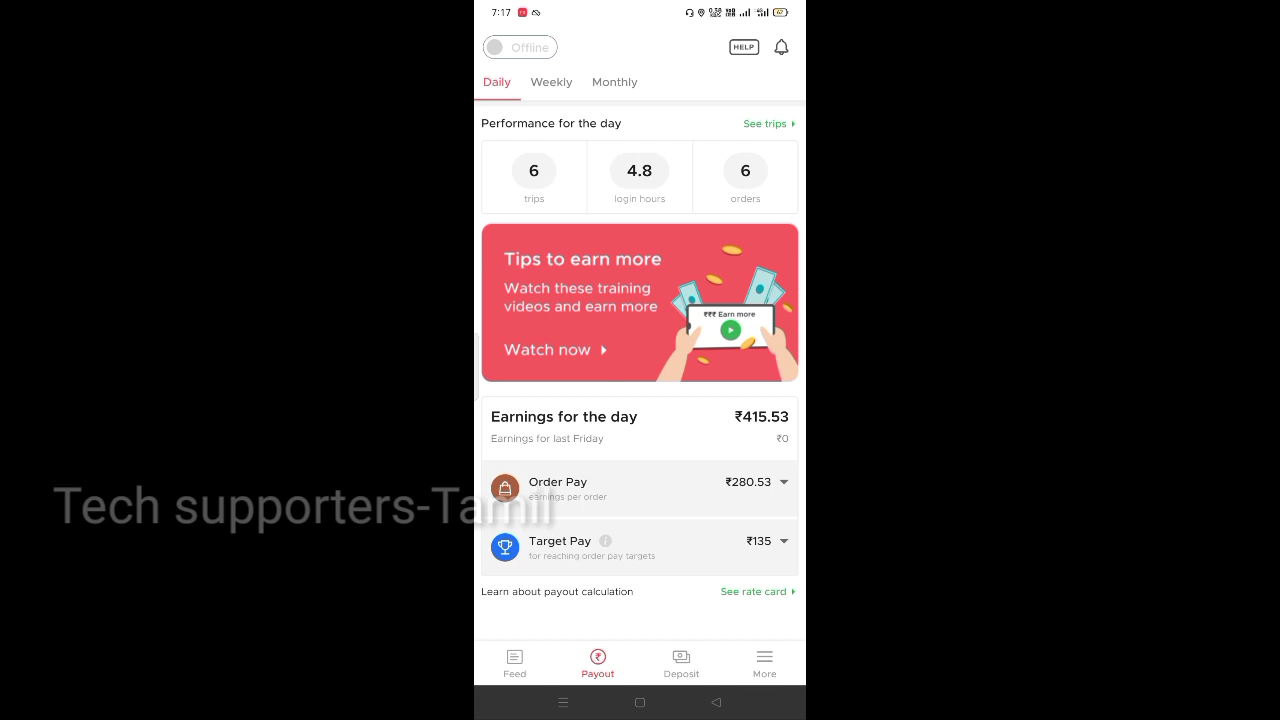 7:17
62
Offline
HELP
Daily Weekly Monthly
Performance for the day See trips
6 4.8 6
trips login hours orders
Tips to earn more
Watch these training
videos and earn more
₹₹₹ Earn more
Watch now
Earnings for the day ₹415.53
Earnings for last Friday ₹0
Order Pay ₹280.53
earnings per order
Tech supporters-Tamil
Target Pay ₹135
for reaching order pay targets
Learn about payout calculation See rate card
Feed Payout Deposit More